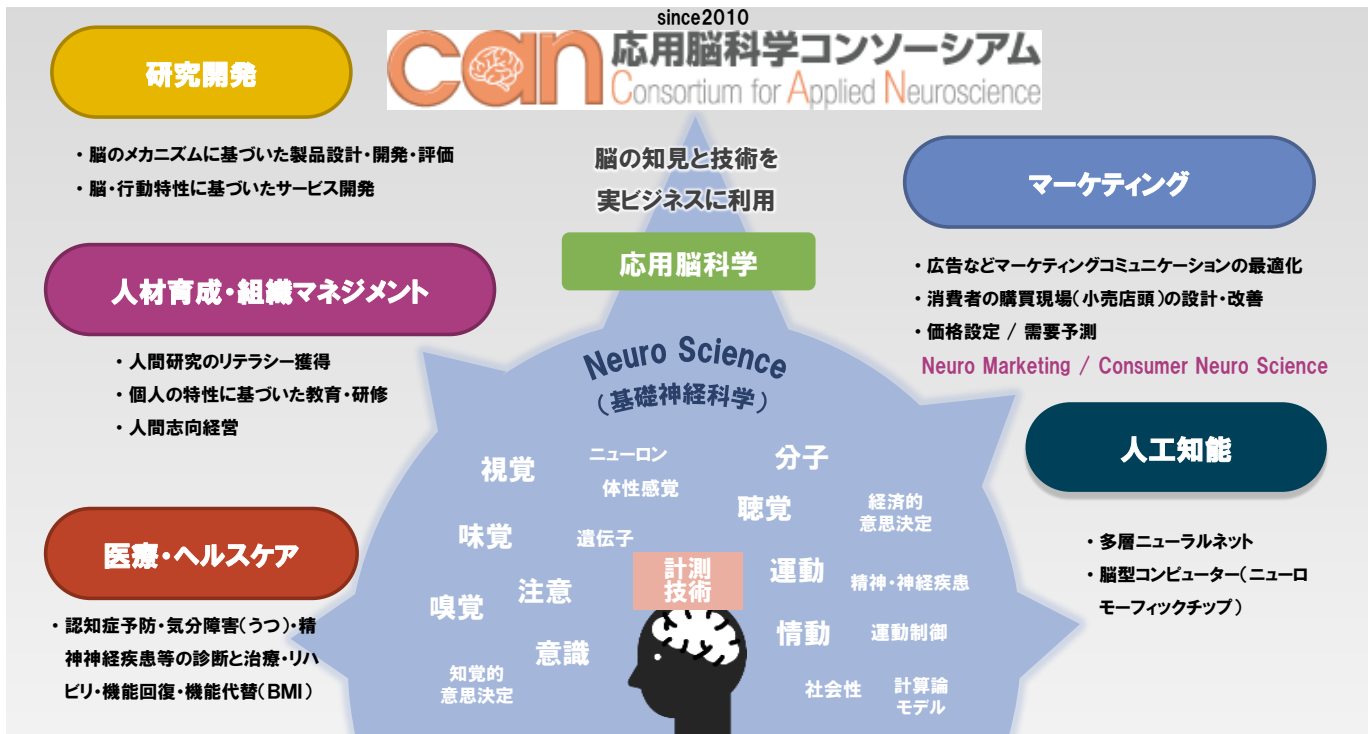 since2010
can 応用脳科学コンソーシアム
Consortium for Applied Neuroscience
研究開発
・脳のメカニズムに基づいた製品設計・開発・評価
・脳・行動特性に基づいたサービス開発
脳の知見と技術を
実ビジネスに利用
応用脳科学
マーケティング
・広告などマーケティングコミュニケーションの最適化
・消費者の購買現場(小売店頭)の設計・改善
・価格設定 / 需要予測
Neuro Marketing / Consumer Neuro Science
人材育成・組織マネジメント
・人間研究のリテラシー獲得
・個人の特性に基づいた教育・研修
・人間志向経営
人工知能
・多層ニューラルネット
・脳型コンピューター(ニューロ
モーフィックチップ)
医療・ヘルスケア
・認知症予防・気分障害(うつ)・精
神神経疾患等の診断と治療・リハ
ビリ・機能回復・機能代替(BMI)
Neuro Science
(基礎神経科学)
視覚
ニューロン
分子
体性感覚
聴覚
経済的
意思決定
味覚
遺伝子
計測
技術
運動
精神・神経疾患
嗅覚
注意
情動
運動制御
意識
知覚的
意思決定
社会性
計算論
モデル